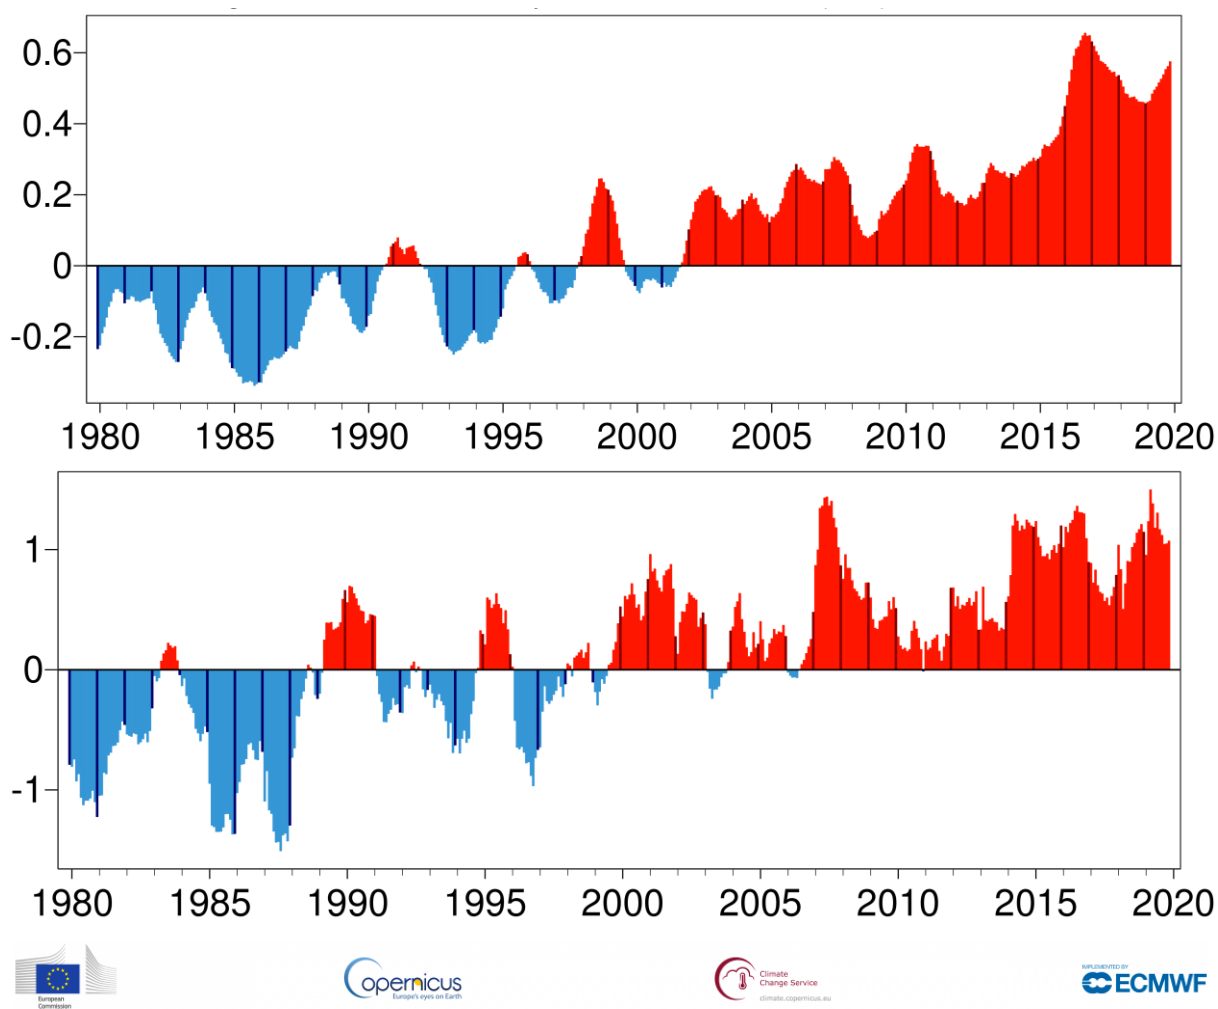 0.6
0.4
0.2
0
-0.2
1980 1985 1990 1995 2000 2005 2010 2015 2020
1
0
-1
1980 1985 1990 1995 2000 2005 2010 2015 2020
European
Commission
opernicus
Europe's eyes on Earth
Climate
Change Service
climate.copernicus.eu
IMPLEMENTED BY
ECMWF